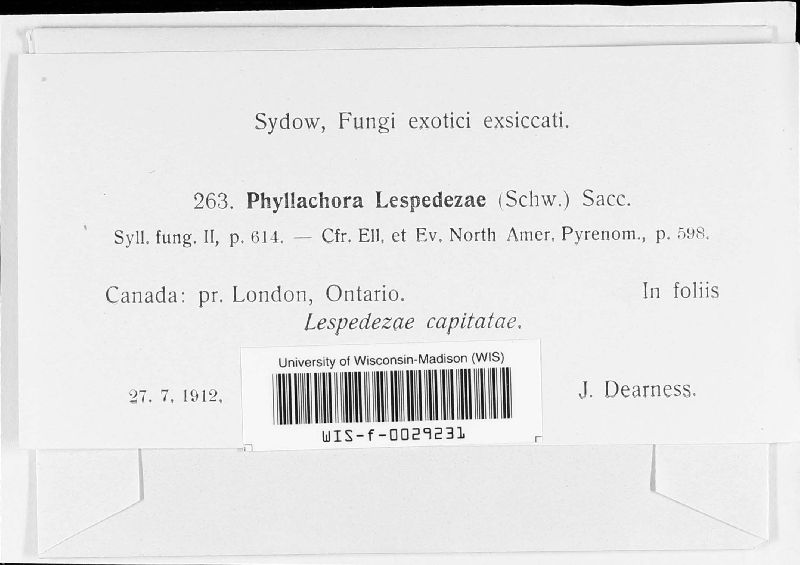 Sydow, Fungi exotici exsiccati.
263. Phyllachora Lespedezae (Schw.) Sacc.
Syll. fung. II, p. 614. — Cfr. Ell. et Ev. North Amer. Pyrenom., p. 598.
Canada: pr. London, Ontario. In foliis
Lespedezae capitatae.
27. 7. 1912. J. Dearness.
University of Wisconsin-Madison (WIS)
WIS-f-0029231